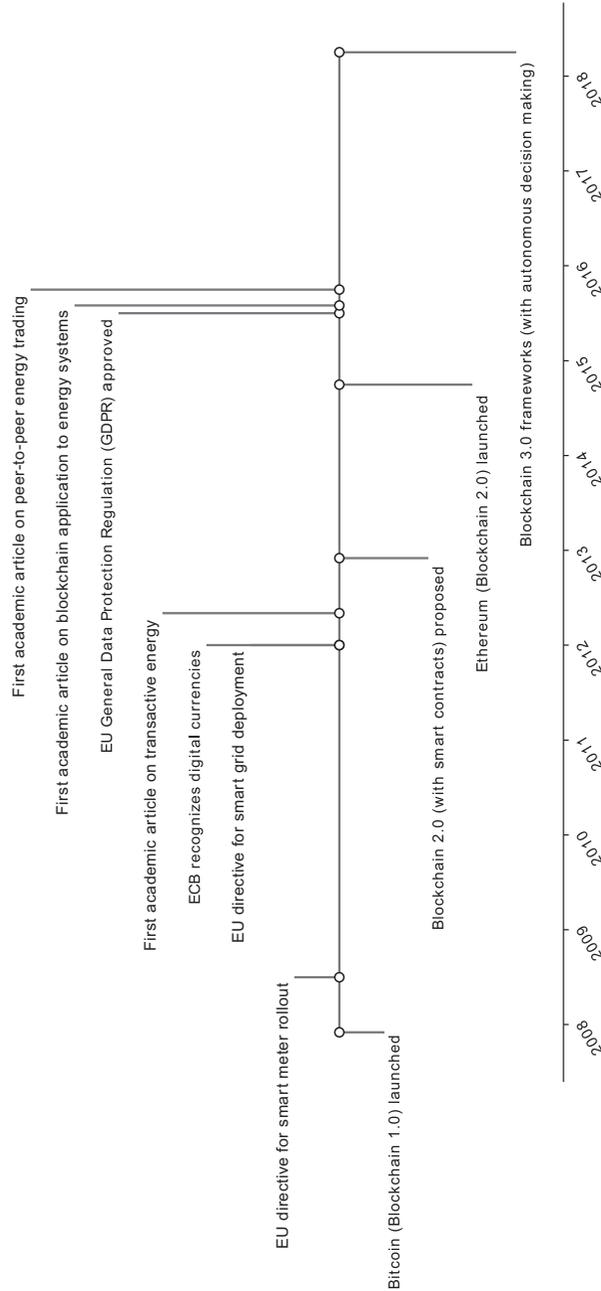 First academic article on peer-to-peer energy trading
First academic article on blockchain application to energy systems
EU General Data Protection Regulation (GDPR) approved
First academic article on transactive energy
ECB recognizes digital currencies
EU directive for smart grid deployment
EU directive for smart meter rollout
Bitcoin (Blockchain 1.0) launched
Blockchain 2.0 (with smart contracts) proposed
Ethereum (Blockchain 2.0) launched
Blockchain 3.0 frameworks (with autonomous decision making)
2008
2009
2010
2011
2012
2013
2014
2015
2016
2017
2018